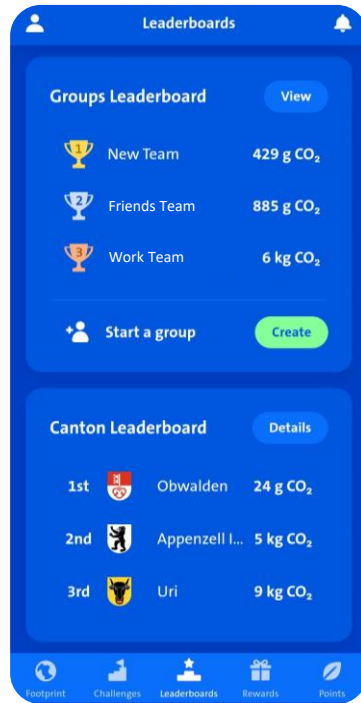 Leaderboards
Groups Leaderboard View
1 New Team 429 g CO₂
2 Friends Team 885 g CO₂
3 Work Team 6 kg CO₂
Start a group Create
Canton Leaderboard Details
1st Obwalden 24 g CO₂
2nd Appenzell I... 5 kg CO₂
3rd Uri 9 kg CO₂
Footprint Challenges Leaderboards Rewards Points